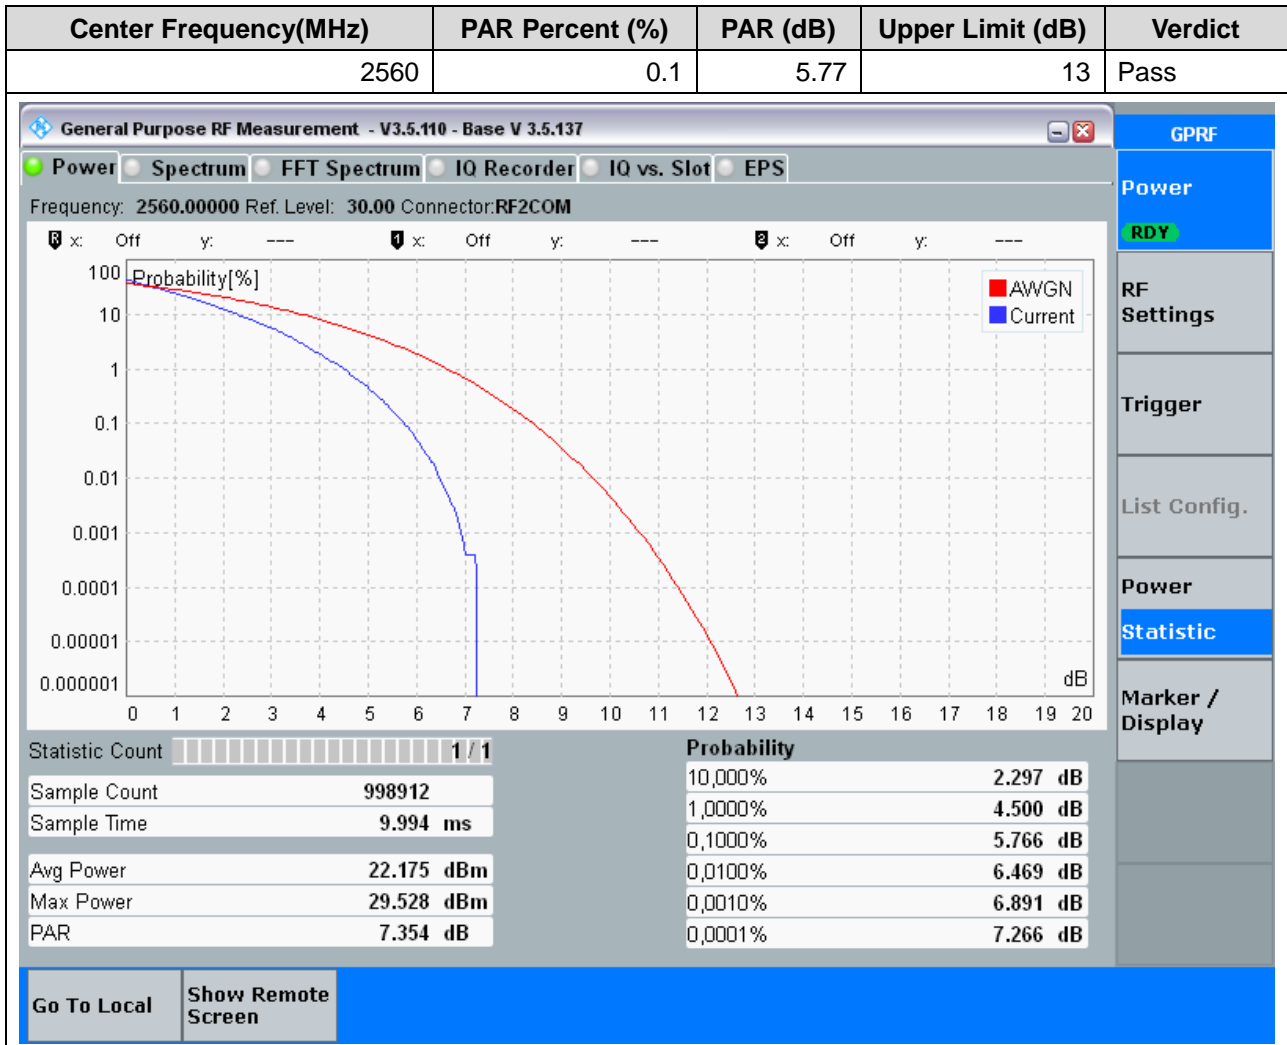 Center Frequency(MHz) PAR Percent (%) PAR (dB) Upper Limit (dB) Verdict
2560 0.1 5.77 13 Pass
General Purpose RF Measurement - V3.5.110 - Base V 3.5.137
GPRF
Power Spectrum FFT Spectrum IQ Recorder IQ vs. Slot EPS
Frequency: 2560.00000 Ref. Level: 30.00 Connector:RF2COM
R x: Off y: --- 1 x: Off y: --- 2 x: Off y: ---
Probability[%]
100
10
1
0.1
0.01
0.001
0.0001
0.00001
0.000001
AWGN
Current
dB
0 1 2 3 4 5 6 7 8 9 10 11 12 13 14 15 16 17 18 19 20
Statistic Count 1 / 1
Sample Count 998912
Sample Time 9.994 ms
Avg Power 22.175 dBm
Max Power 29.528 dBm
PAR 7.354 dB
Probability
10,000% 2.297 dB
1,0000% 4.500 dB
0,1000% 5.766 dB
0,0100% 6.469 dB
0,0010% 6.891 dB
0,0001% 7.266 dB
Power
RDY
RF
Settings
Trigger
List Config.
Power
Statistic
Marker /
Display
Go To Local
Show Remote
Screen